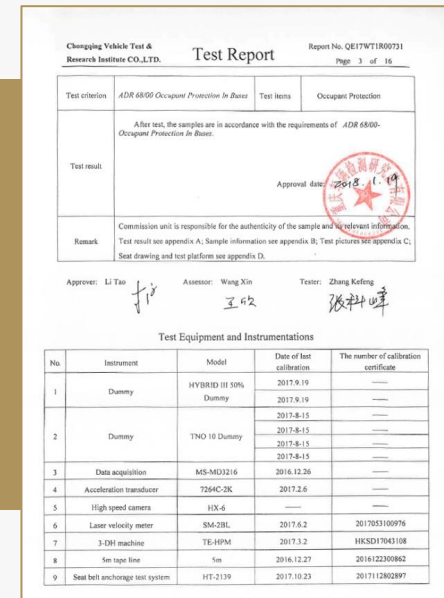 Chongqing Vehicle Test &
Research Institute CO.,LTD.
Test Report
Report No. QE17WT1R00731
Page 3 of 16
Test criterion ADR 68/00 Occupant Protection In Buses Test items Occupant Protection
Test result
After test, the samples are in accordance with the requirements of ADR 68/00-
Occupant Protection In Buses.
Approval date: 2018.1.19
Remark
Commission unit is responsible for the authenticity of the sample and its relevant information.
Test result see appendix A; Sample information see appendix B; Test pictures see appendix C;
Seat drawing and test platform see appendix D.
Approver: Li Tao Assessor: Wang Xin Tester: Zhang Kefeng
王欣 张科峰
Test Equipment and Instrumentations
No. Instrument Model Date of last calibration The number of calibration certificate
1 Dummy HYBRID III 50% Dummy 2017.9.19 ——
2017.9.19 ——
2 Dummy TNO 10 Dummy 2017-8-15 ——
2017-8-15 ——
2017-8-15 ——
2017-8-15 ——
3 Data acquisition MS-MD3216 2016.12.26 ——
4 Acceleration transducer 7264C-2K 2017.2.6 ——
5 High speed camera HX-6 —— ——
6 Laser velocity meter SM-2BL 2017.6.2 2017053100976
7 3-DH machine TE-HPM 2017.3.2 HKSD17043108
8 5m tape line 5m 2016.12.27 2016122300862
9 Seat belt anchorage test system HT-2139 2017.10.23 2017112802897